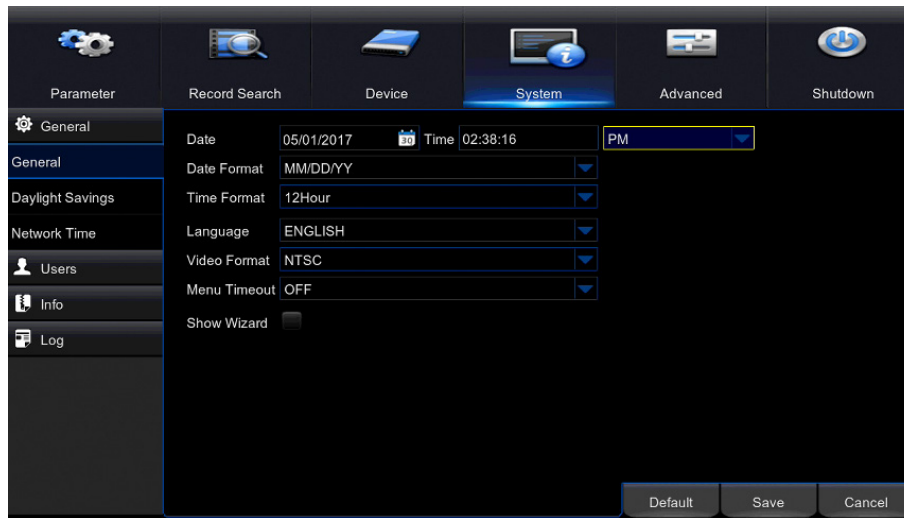 Parameter Record Search Device System Advanced Shutdown
General
General
Daylight Savings
Network Time
Users
Info
Log
Date 05/01/2017 30 Time 02:38:16 PM
Date Format MM/DD/YY
Time Format 12Hour
Language ENGLISH
Video Format NTSC
Menu Timeout OFF
Show Wizard
Default Save Cancel